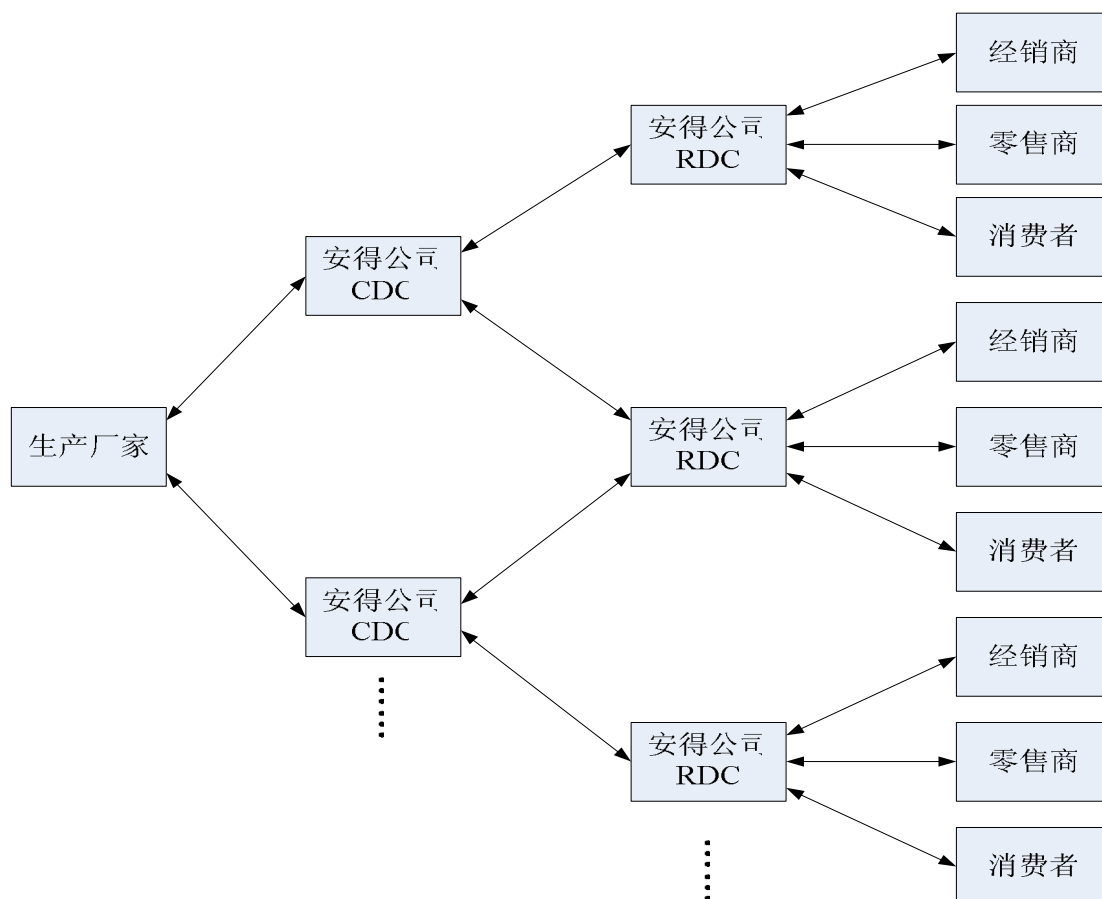 生产厂家
安得公司
CDC
安得公司
CDC
安得公司
RDC
安得公司
RDC
安得公司
RDC
经销商
零售商
消费者
经销商
零售商
消费者
经销商
零售商
消费者